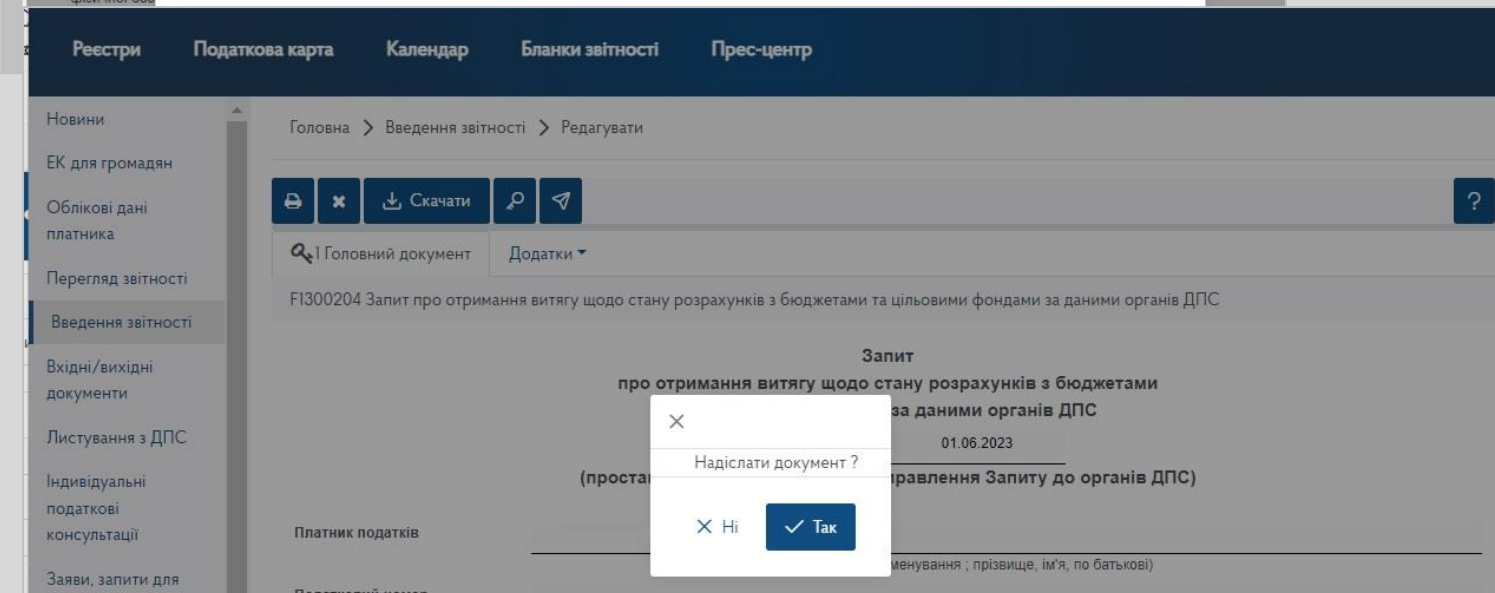 Реєстри Податкова карта Календар Бланки звітності Прес-центр
Новини
ЕК для громадян
Облікові дані
платника
Перегляд звітності
Введення звітності
Вхідні/вихідні
документи
Листування з ДПС
Індивідуальні
податкові
консультації
Заяви, запити для
Головна > Введення звітності > Редагувати
Скачати
?
1 Головний документ Додатки
F1300204 Запит про отримання витягу щодо стану розрахунків з бюджетами та цільовими фондами за даними органів ДПС
Запит
про отримання витягу щодо стану розрахунків з бюджетами
за даними органів ДПС
01.06.2023
Надіслати документ ?
Ні Так
Запиту до органів ДПС)
Платник податків
; прізвище, ім'я, по батькові)